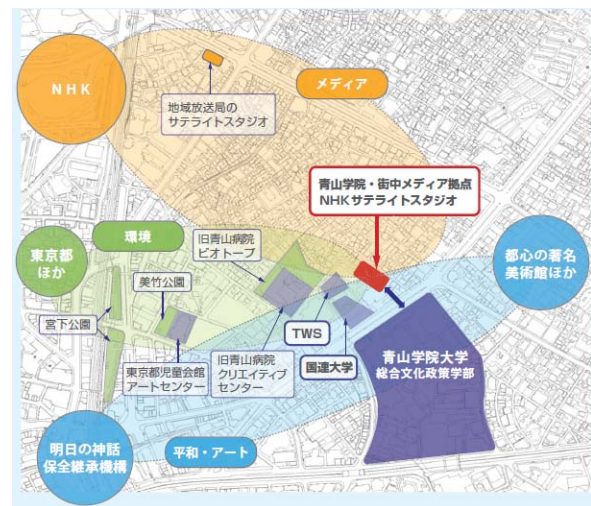 NHK
メディア
地域放送局の
サテライトスタジオ
青山学院・街中メディア拠点
NHKサテライトスタジオ
東京都
ほか
環境
旧青山病院
ビオトープ
都心の著名
美術館ほか
美竹公園
宮下公園
TWS
国連大学
東京都児童会館
アートセンター
旧青山病院
クリエイティブ
センター
青山学院大学
総合文化政策学部
明日の神話
保全継承機構
平和・アート